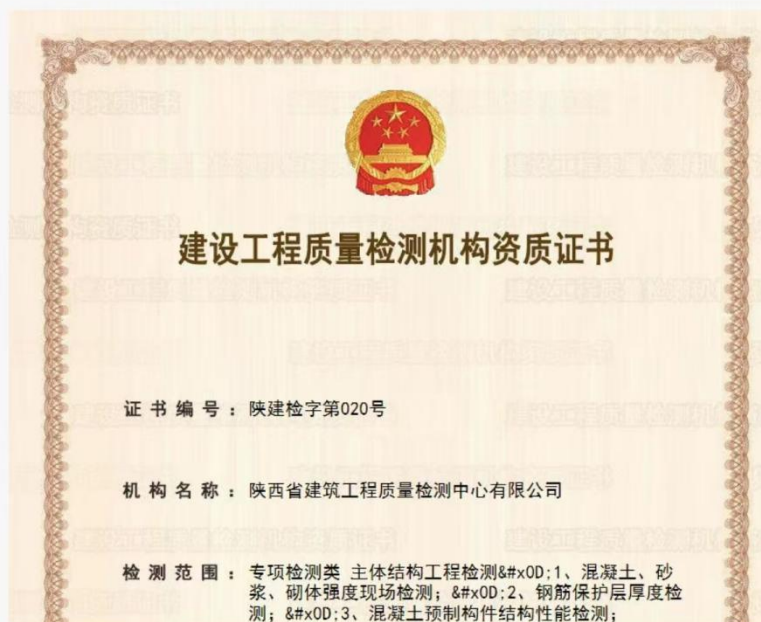 建设工程质量检测机构资质证书
证书编号：陕建检字第020号
机构名称：陕西省建筑工程质量检测中心有限公司
检测范围：专项检测类 主体结构工程检测&#x0D;1、混凝土、砂
浆、砌体强度现场检测；&#x0D;2、钢筋保护层厚度检
测；&#x0D;3、混凝土预制构件结构性能检测；